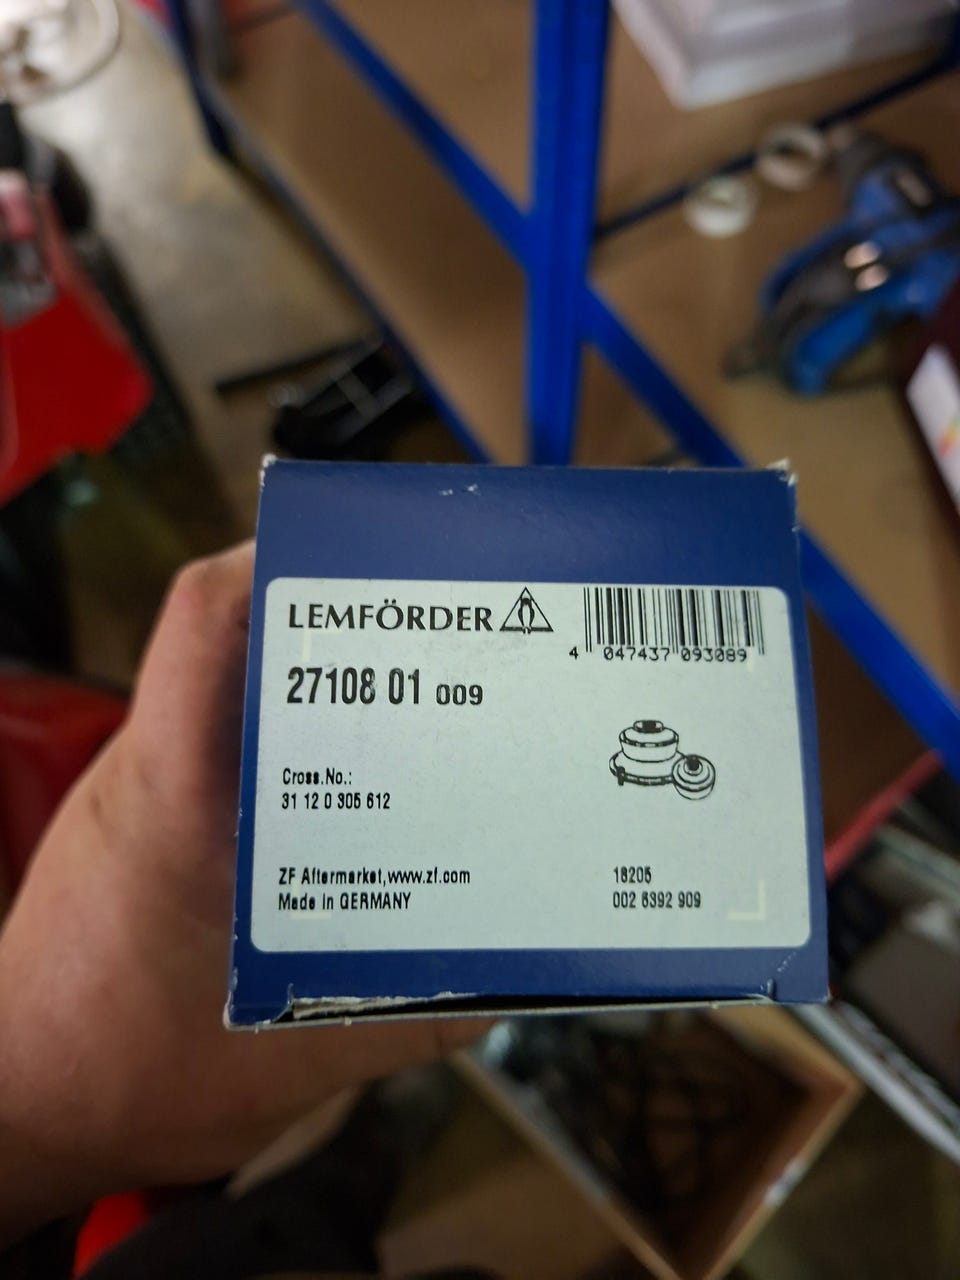 LEMFÖRDER
4 047437 093089
27108 01 009
Cross.No.:
31 12 0 305 612
ZF Aftermarket,www.zf.com
Made in GERMANY
18205
002 6392 909